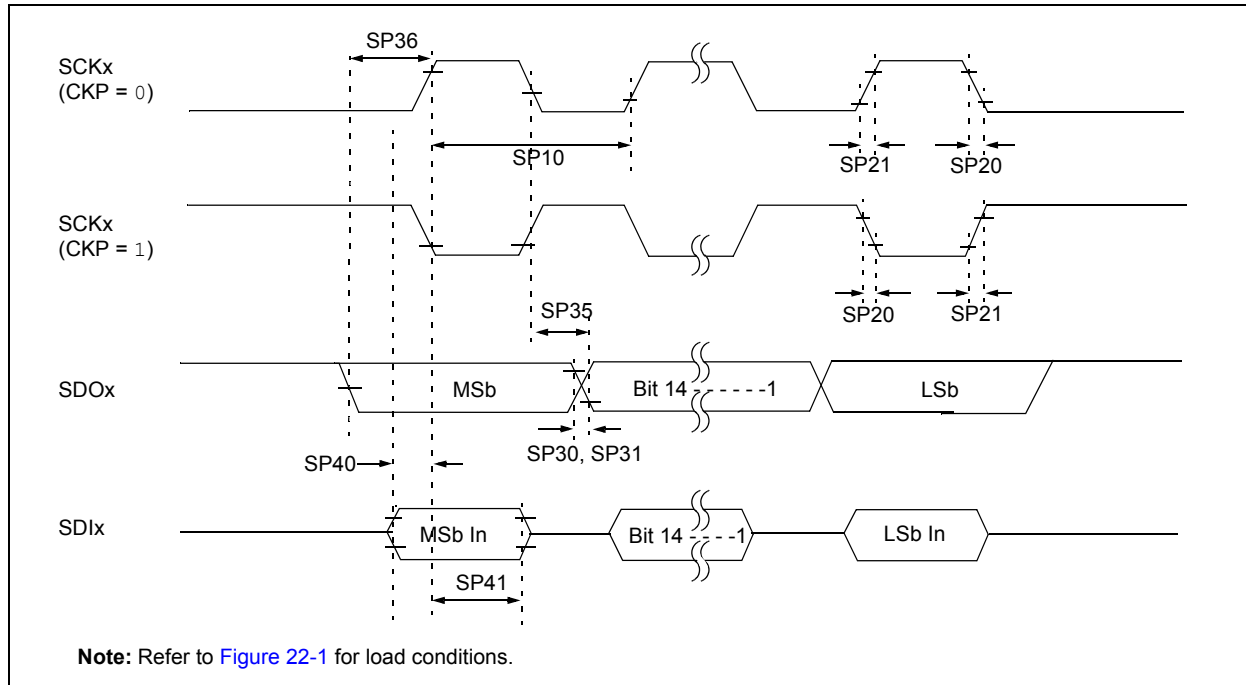 SP36
SCKx
(CKP = 0)
SP10
SP21
SP20
SCKx
(CKP = 1)
SP35
SP20
SP21
SDOx
MSb
Bit 14 - - - - - -1
LSb
SP30, SP31
SP40
SDIx
MSb In
Bit 14 - - - - -1
LSb In
SP41
Note: Refer to Figure 22-1 for load conditions.